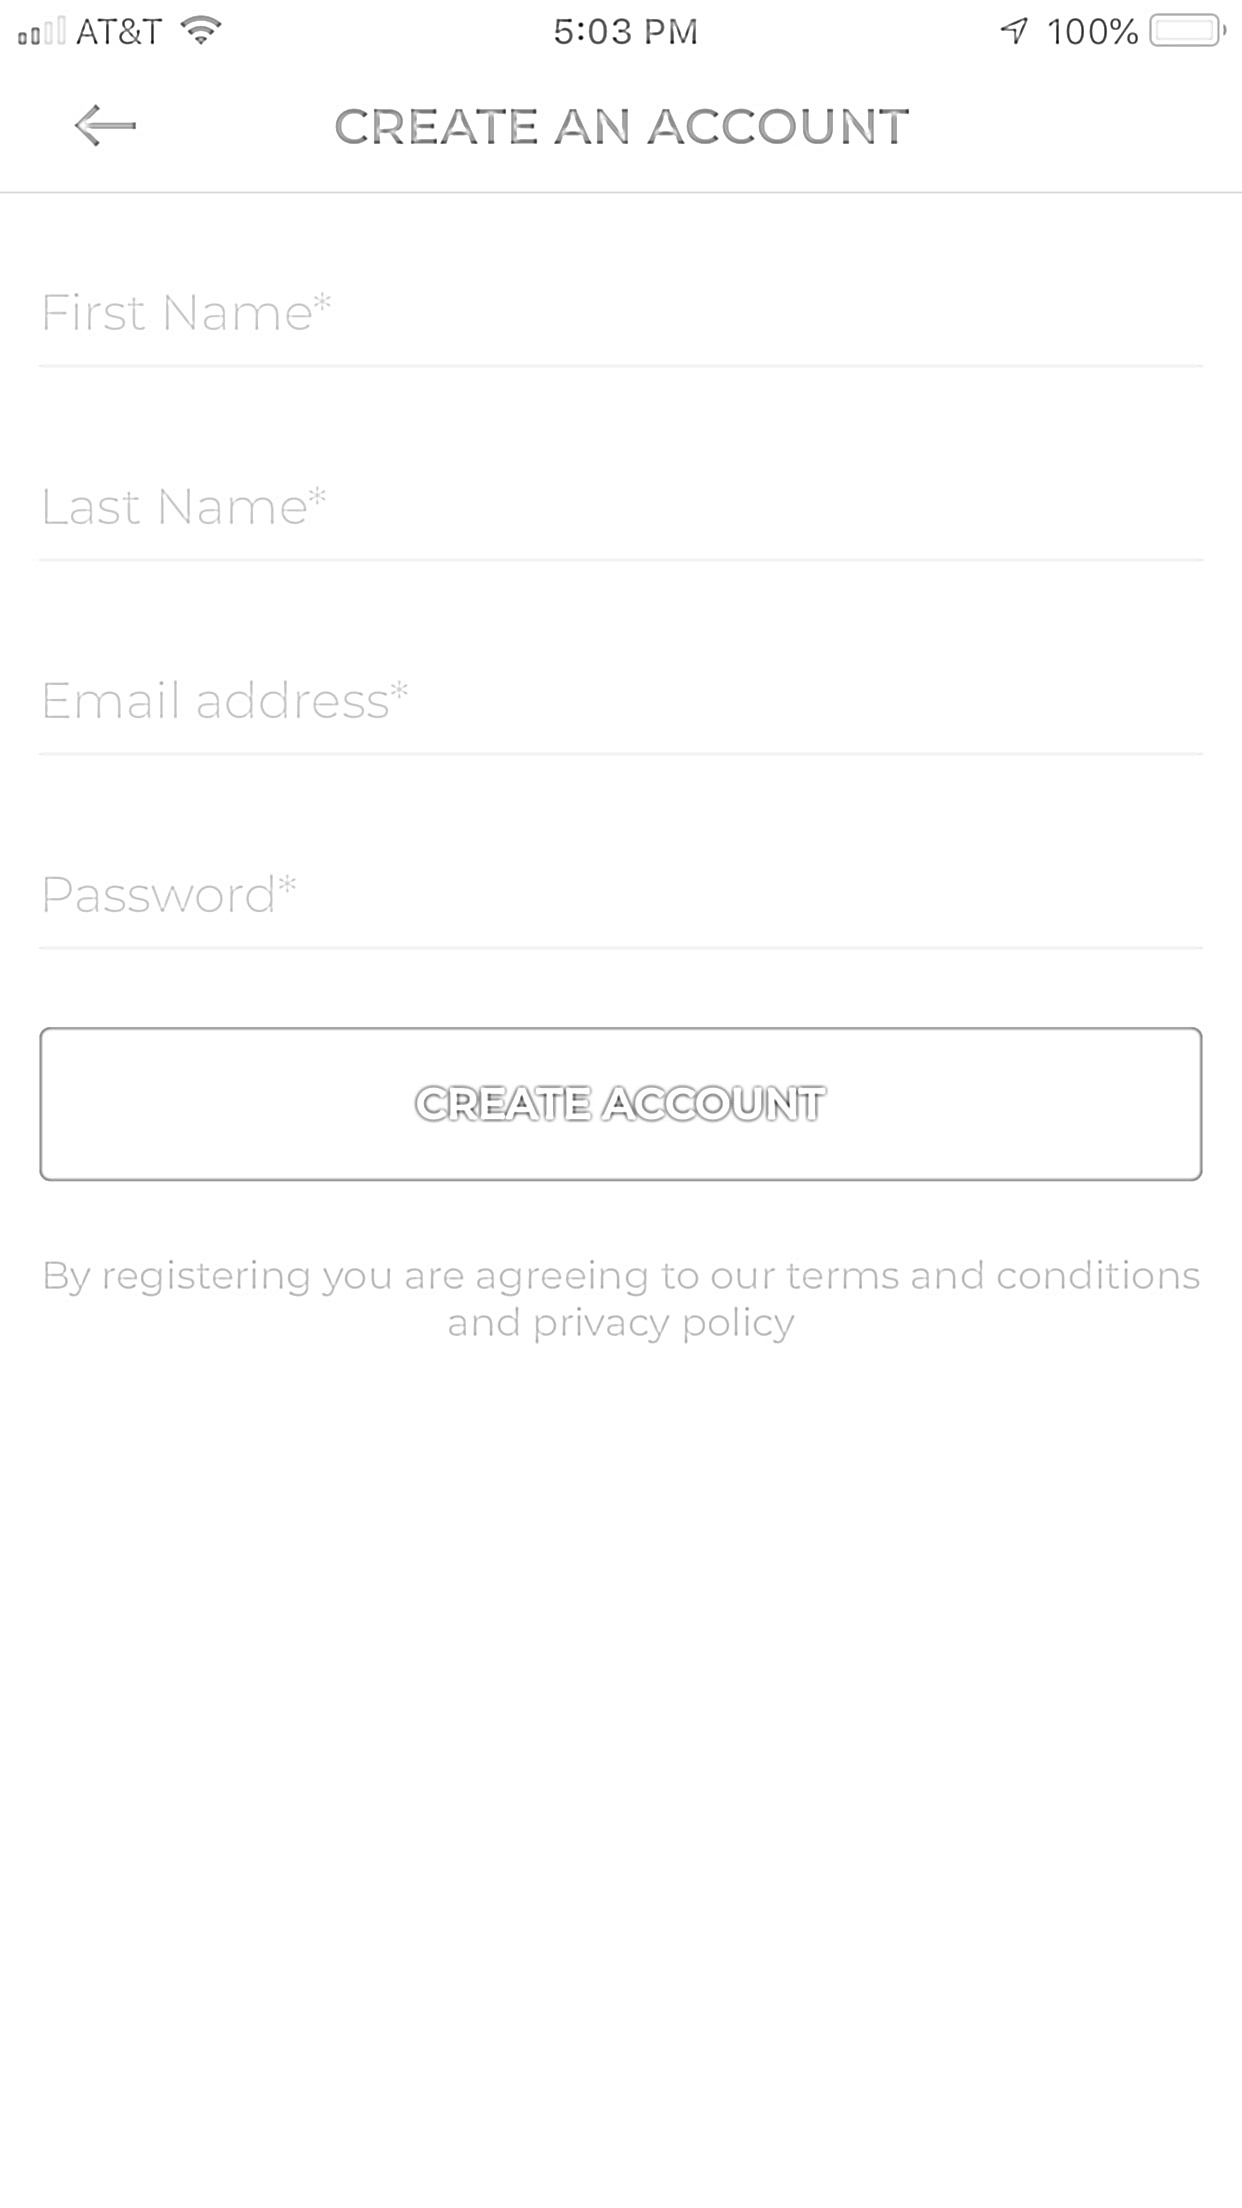 AT&T 5:03 PM 100%
CREATE AN ACCOUNT
First Name*
Last Name*
Email address*
Password*
CREATE ACCOUNT
By registering you are agreeing to our terms and conditions
and privacy policy